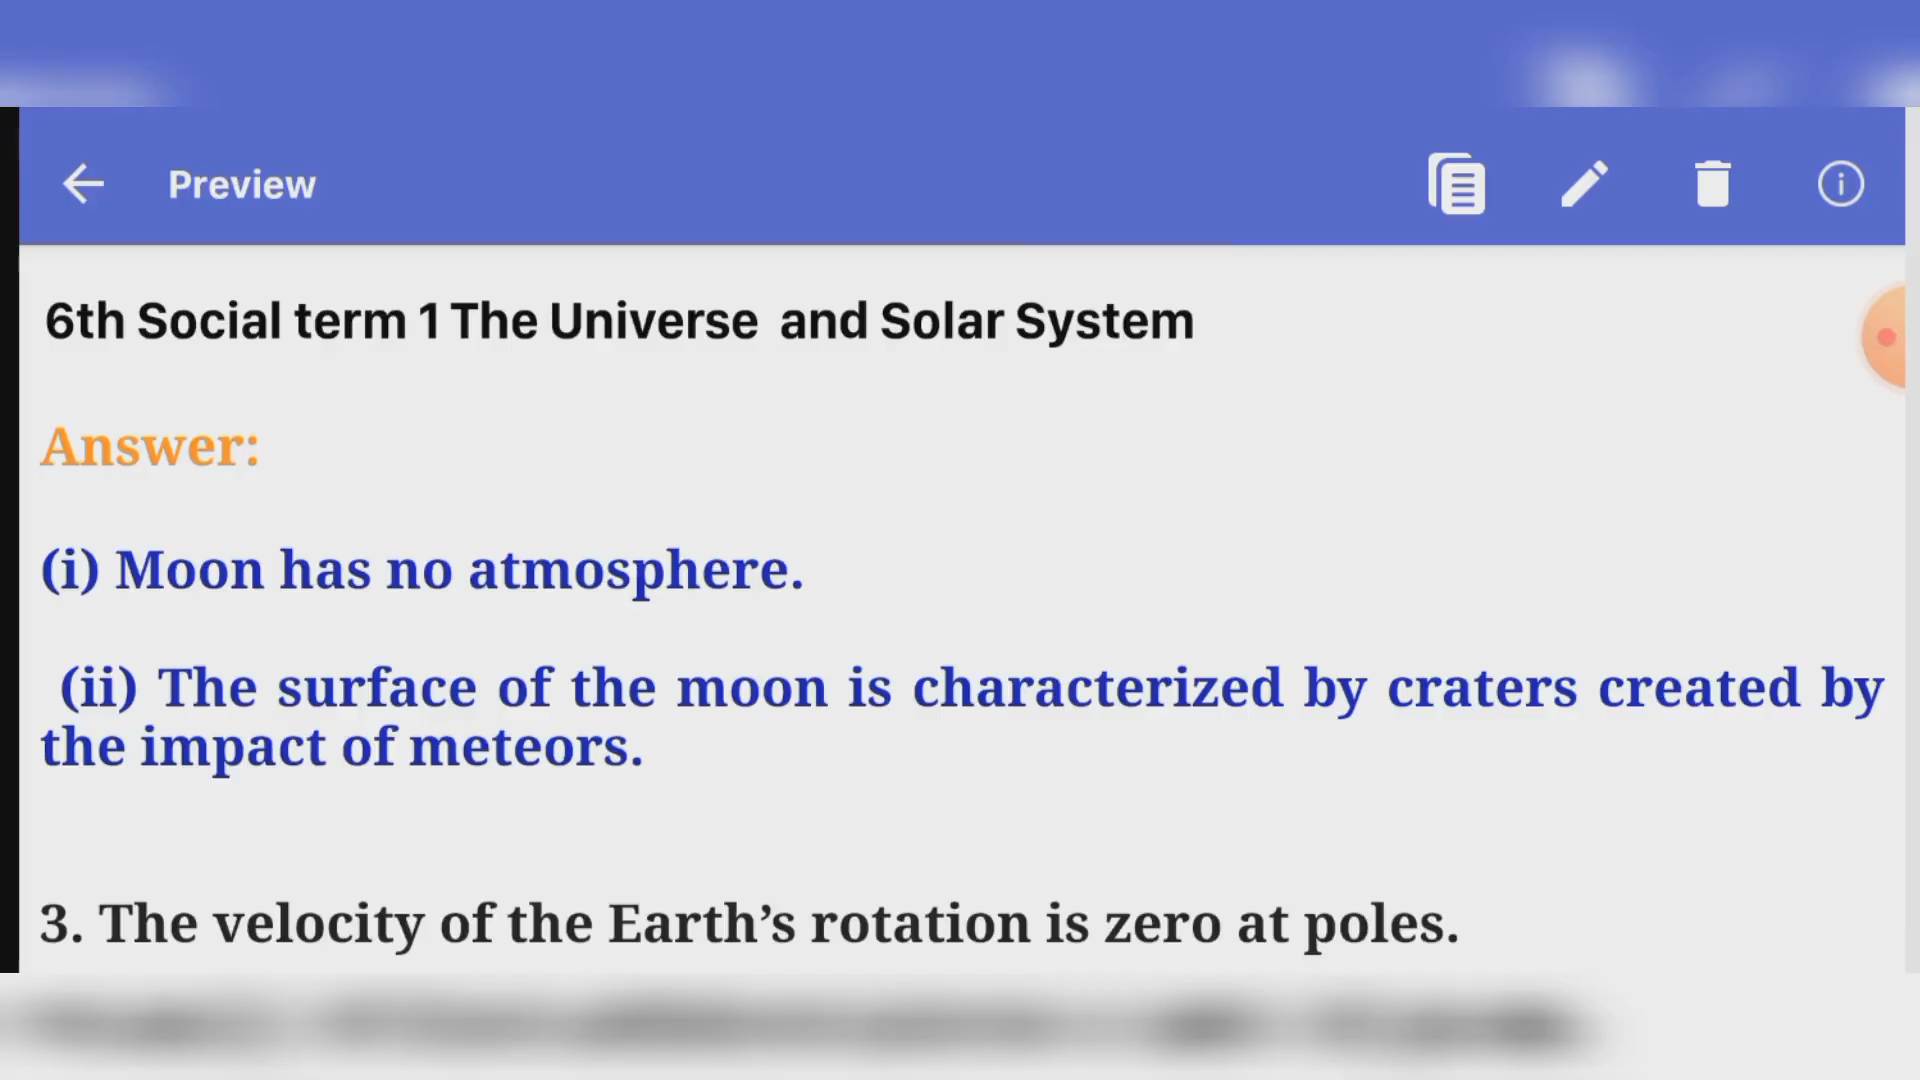 Preview
6th Social term 1 The Universe and Solar System
Answer:
(i) Moon has no atmosphere.
(ii) The surface of the moon is characterized by craters created by
the impact of meteors.
3. The velocity of the Earth’s rotation is zero at poles.